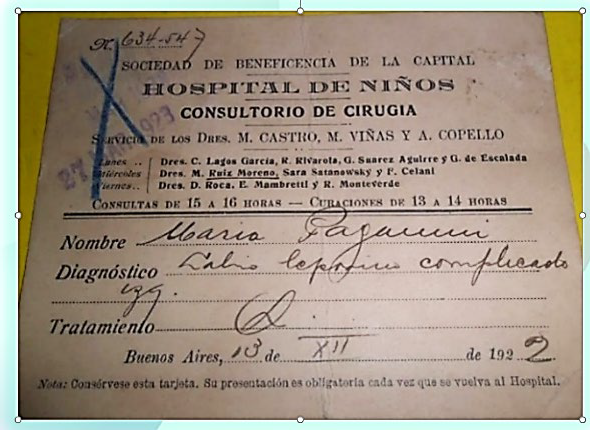 N. 634-547
SOCIEDAD DE BENEFICENCIA DE LA CAPITAL
HOSPITAL DE NIÑOS
CONSULTORIO DE CIRUGIA
SERVICIO DE LOS DRES. M. CASTRO, M. VIÑAS Y A. COPELLO
Lunes .. Dres. C. Lagos García, R. Rivarola, G. Suarez Aguirre y G. de Escalada
Miércoles Dres. M. Ruiz Moreno, Sara Satanowsky y F. Celani
Viernes.. Dres. D. Roca, E. Mambretti y R. Monteverde
CONSULTAS DE 15 A 16 HORAS — CURACIONES DE 13 A 14 HORAS
Nombre Maria Paganini
Diagnóstico Labio leporino complicado
izq.
Tratamiento
Buenos Aires, 13 de XII de 1922
Nota: Consérvese esta tarjeta. Su presentación es obligatoria cada vez que se vuelva al Hospital.